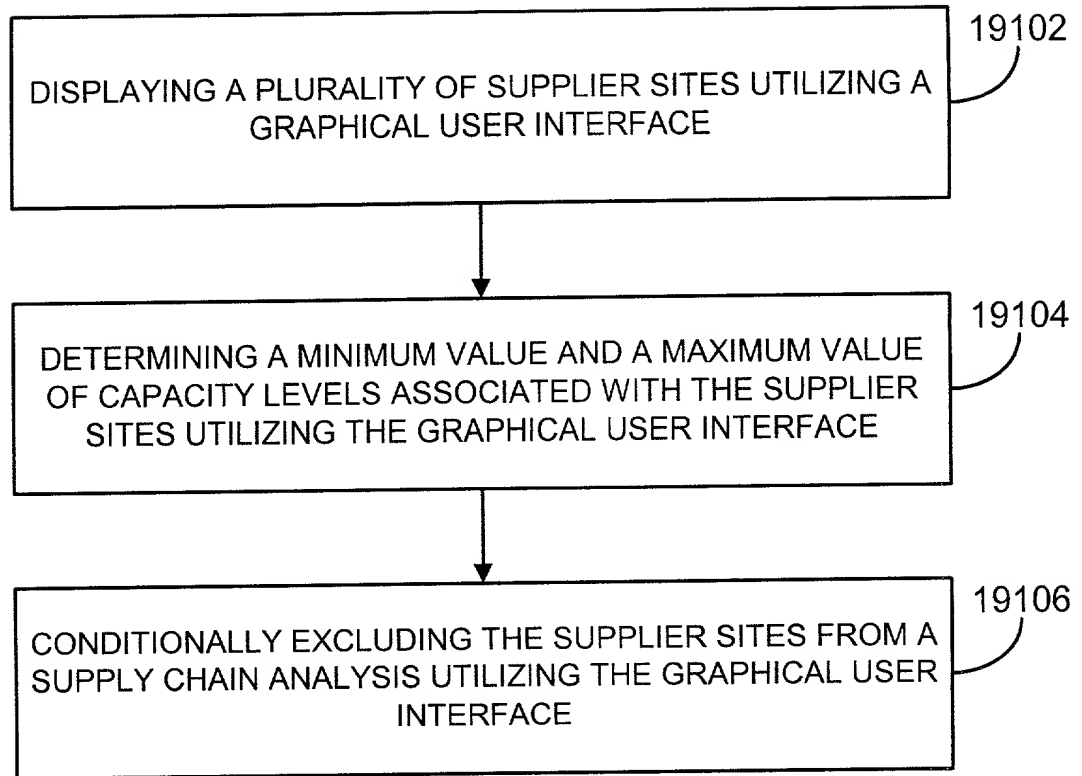 19102
DISPLAYING A PLURALITY OF SUPPLIER SITES UTILIZING A
GRAPHICAL USER INTERFACE
19104
DETERMINING A MINIMUM VALUE AND A MAXIMUM VALUE
OF CAPACITY LEVELS ASSOCIATED WITH THE SUPPLIER
SITES UTILIZING THE GRAPHICAL USER INTERFACE
19106
CONDITIONALLY EXCLUDING THE SUPPLIER SITES FROM A
SUPPLY CHAIN ANALYSIS UTILIZING THE GRAPHICAL USER
INTERFACE